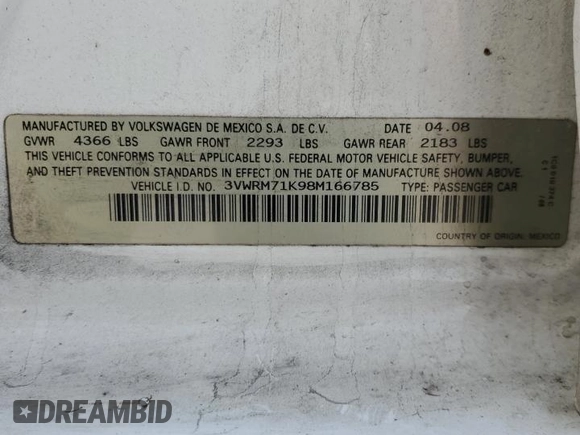 MANUFACTURED BY VOLKSWAGEN DE MEXICO S.A. DE C.V. DATE 04.08
GVWR 4366 LBS GAWR FRONT 2293 LBS GAWR REAR 2183 LBS
THIS VEHICLE CONFORMS TO ALL U.S. FEDERAL MOTOR VEHICLE SAFETY, BUMPER,
AND THEFT PREVENTION STANDARDS IN EFFECT ON THE DATE OF MANUFACTURE SHOWN ABOVE.
VEHICLE I.D. NO. 3VWRM71K98M166785 TYPE: PASSENGER CAR
COUNTRY OF ORIGIN: MEXICO
DREAMBID